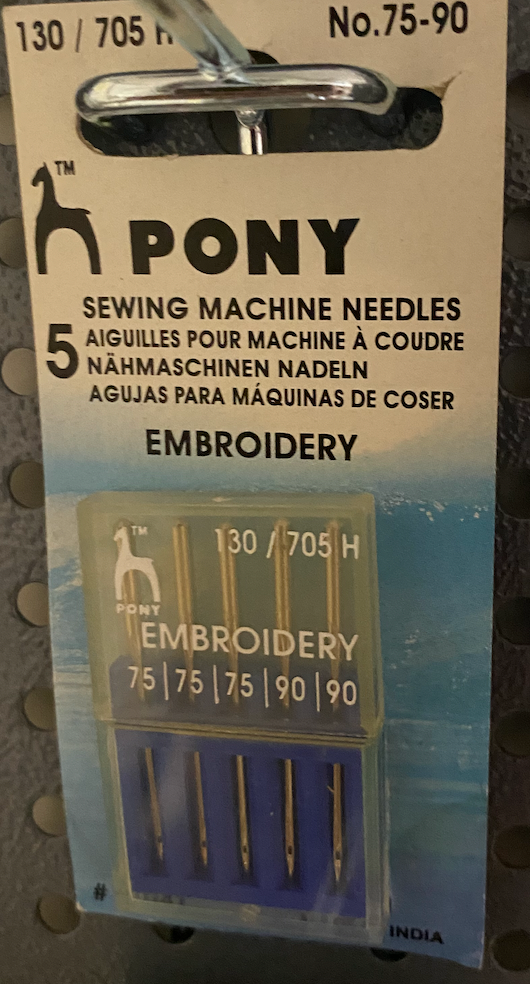 130 / 705 H
No.75-90
TM
PONY
SEWING MACHINE NEEDLES
5
AIGUILLES POUR MACHINE À COUDRE
NÄHMASCHINEN NADELN
AGUJAS PARA MÁQUINAS DE COSER
EMBROIDERY
TM
130 / 705 H
PONY
EMBROIDERY
75|75|75|90|90
#
INDIA